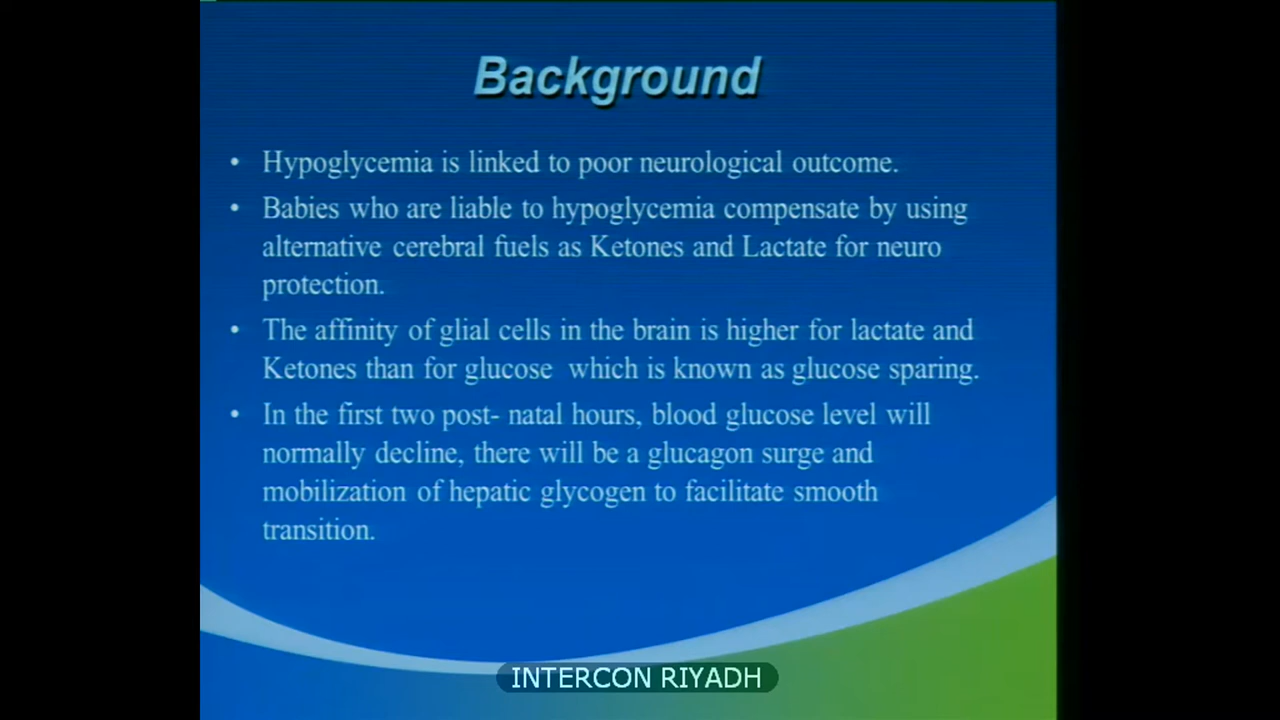 Background
• Hypoglycemia is linked to poor neurological outcome.
• Babies who are liable to hypoglycemia compensate by using
alternative cerebral fuels as Ketones and Lactate for neuro
protection.
• The affinity of glial cells in the brain is higher for lactate and
Ketones than for glucose which is known as glucose sparing.
• In the first two post- natal hours, blood glucose level will
normally decline, there will be a glucagon surge and
mobilization of hepatic glycogen to facilitate smooth
transition.
INTERCON RIYADH